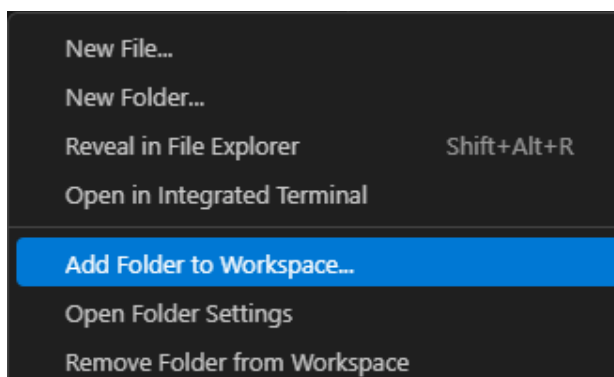 New File...
New Folder...
Reveal in File Explorer Shift+Alt+R
Open in Integrated Terminal
Add Folder to Workspace...
Open Folder Settings
Remove Folder from Workspace